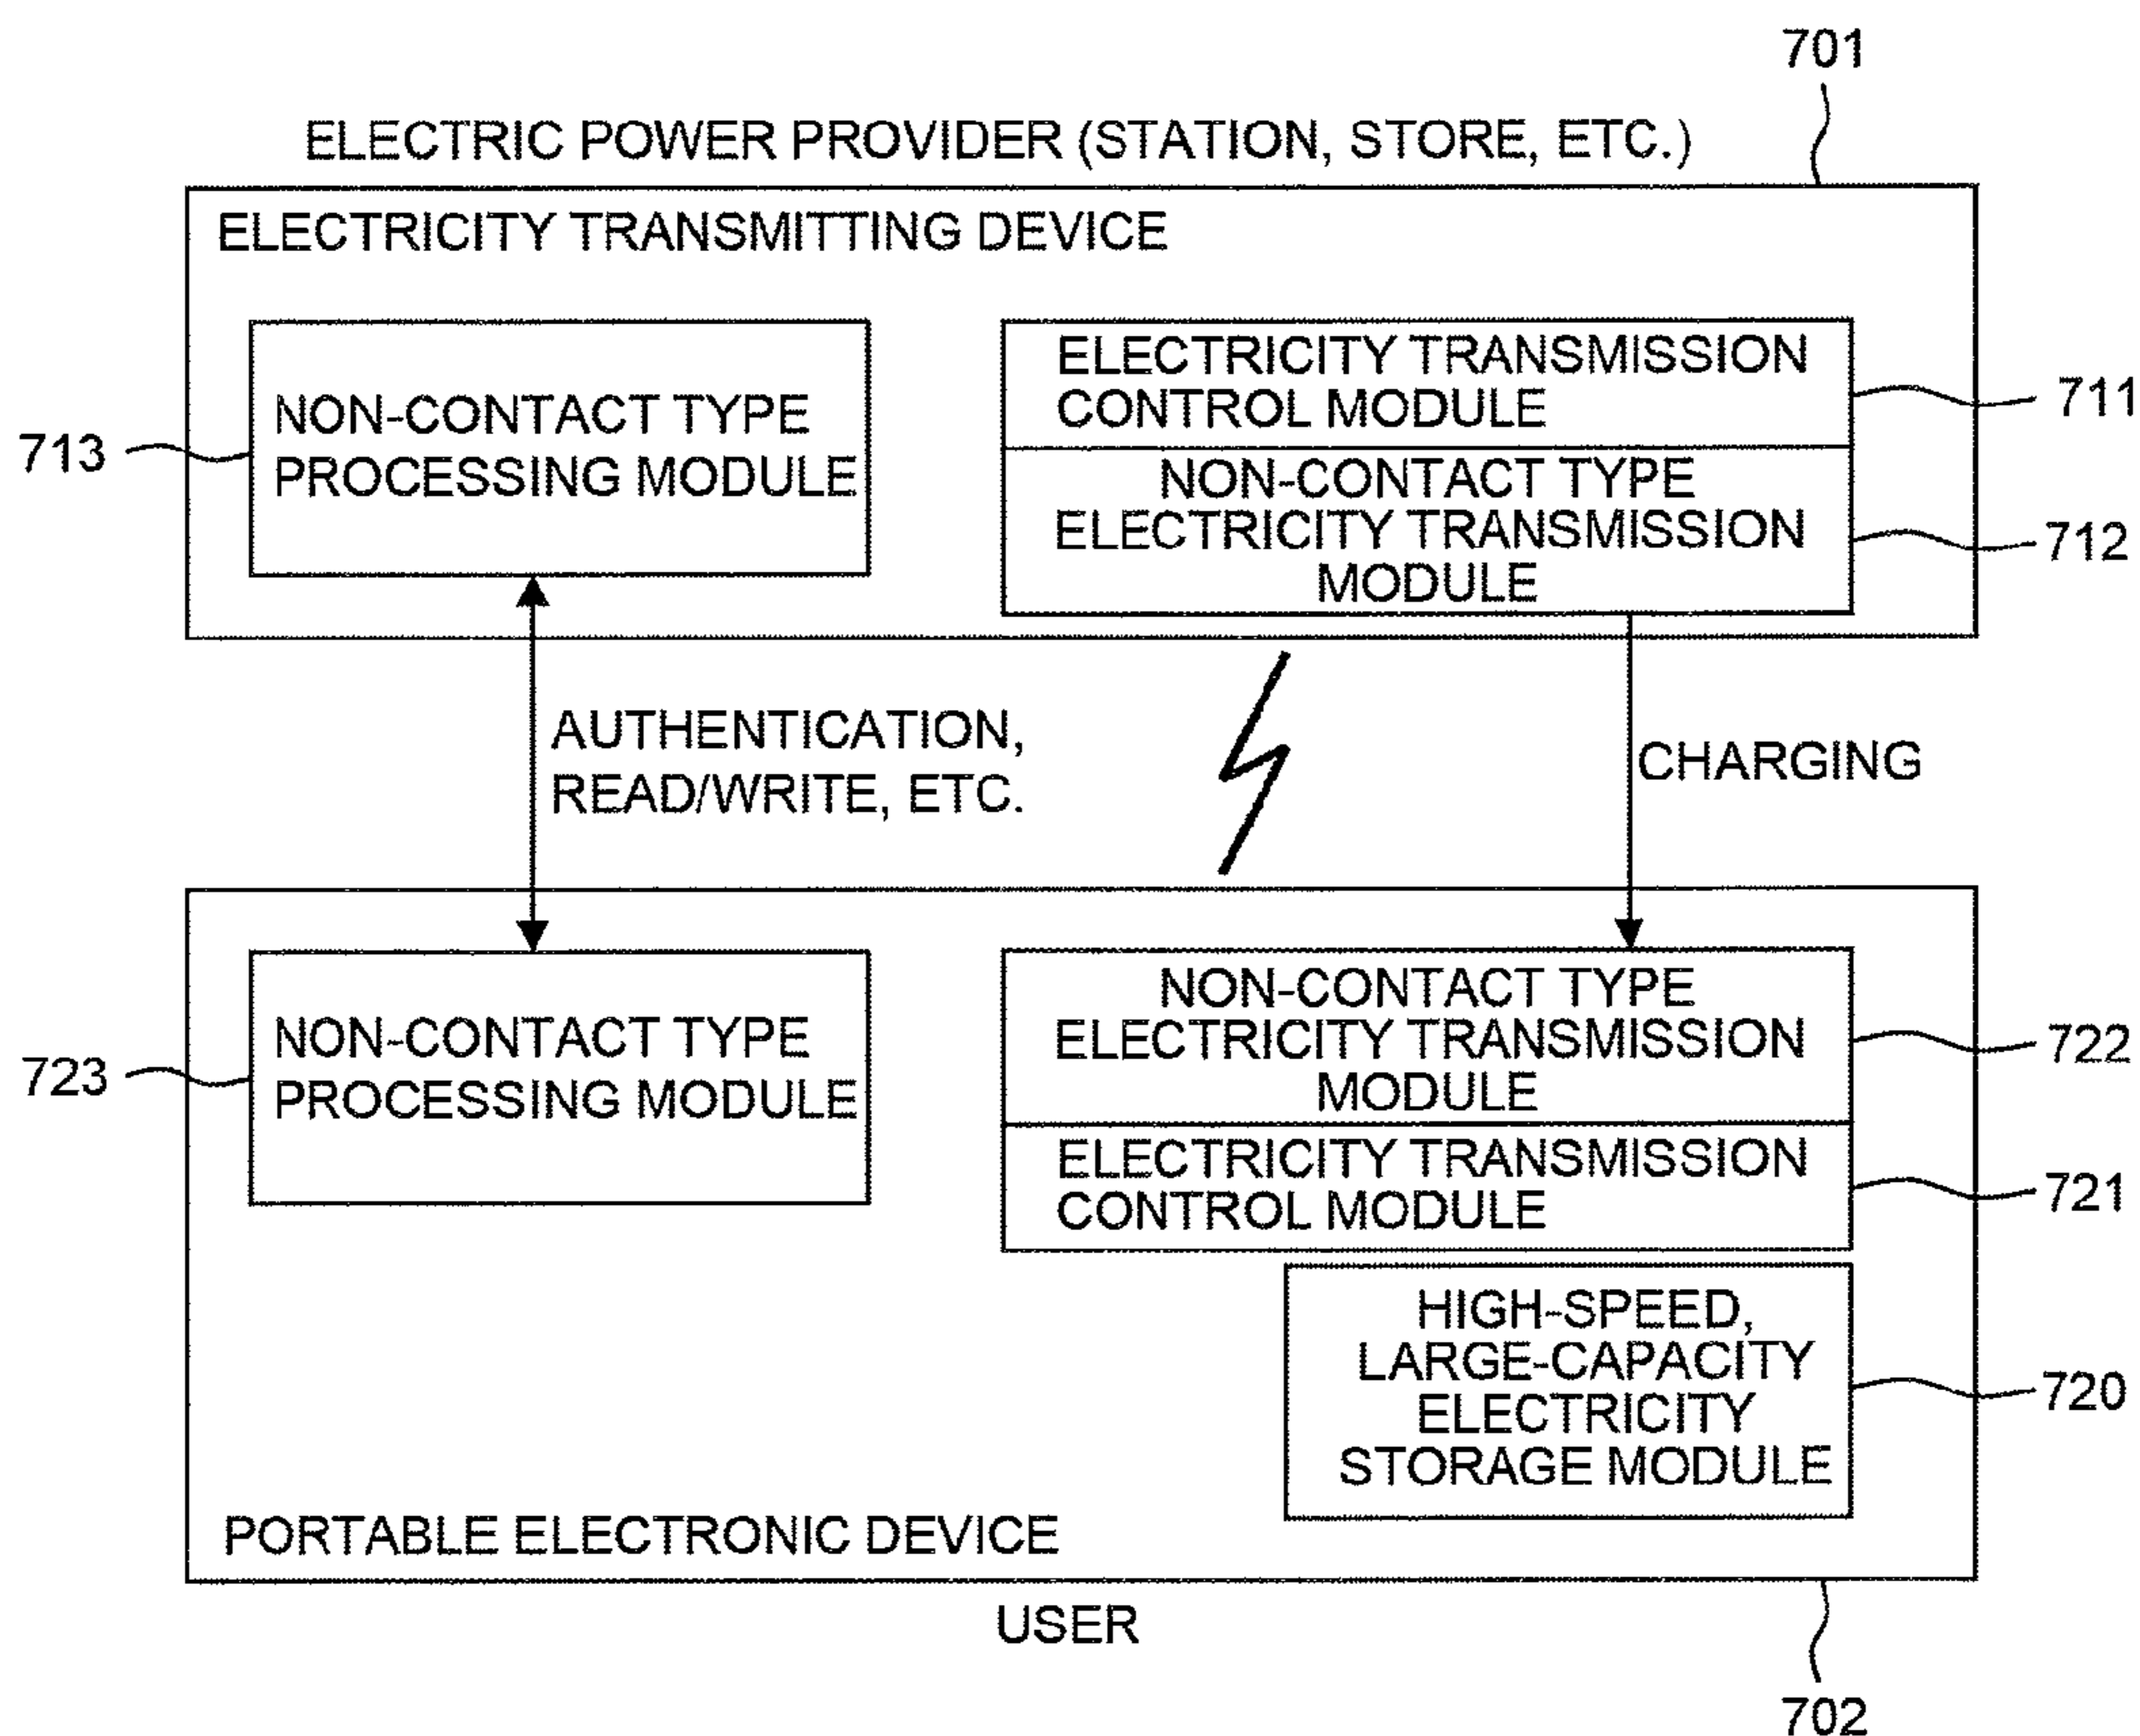 701
ELECTRIC POWER PROVIDER (STATION, STORE, ETC.)
ELECTRICITY TRANSMITTING DEVICE
713
NON-CONTACT TYPE
PROCESSING MODULE
ELECTRICITY TRANSMISSION
CONTROL MODULE
711
NON-CONTACT TYPE
ELECTRICITY TRANSMISSION
MODULE
712
AUTHENTICATION,
READ/WRITE, ETC.
CHARGING
723
NON-CONTACT TYPE
PROCESSING MODULE
NON-CONTACT TYPE
ELECTRICITY TRANSMISSION
MODULE
722
ELECTRICITY TRANSMISSION
CONTROL MODULE
721
HIGH-SPEED,
LARGE-CAPACITY
ELECTRICITY
STORAGE MODULE
720
PORTABLE ELECTRONIC DEVICE
USER
702